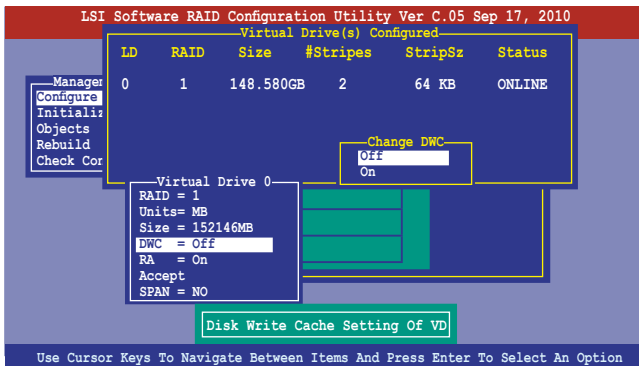 LSI Software RAID Configuration Utility Ver C.05 Sep 17, 2010
Virtual Drive(s) Configured
LD RAID Size #Stripes StripSz Status
0 1 148.580GB 2 64 KB ONLINE
Configure
Initializ
Objects
Rebuild
Check Cor
Change DWC
Off
On
Virtual Drive 0
RAID = 1
Units= MB
Size = 152146MB
DWC = Off
RA = On
Accept
SPAN = NO
Disk Write Cache Setting Of VD
Use Cursor Keys To Navigate Between Items And Press Enter To Select An Option